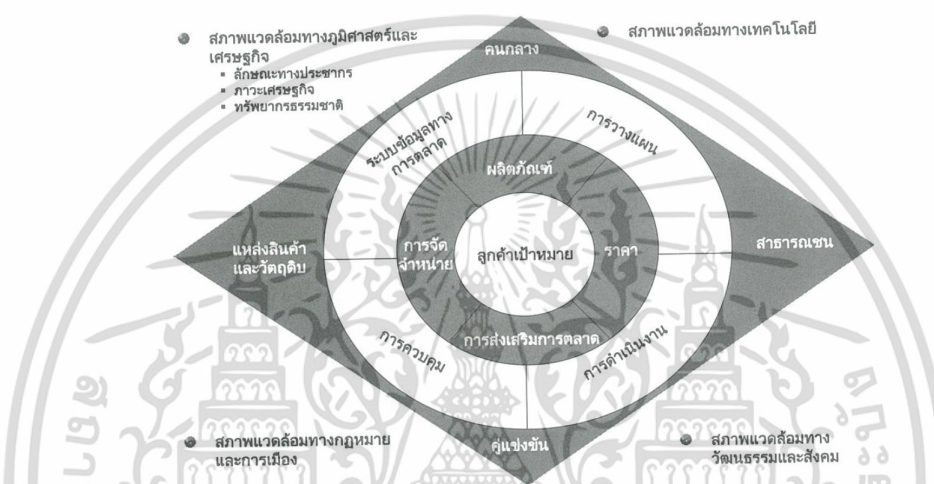 สภาพแวดล้อมทางภูมิศาสตร์และ
เศรษฐกิจ
ลักษณะทางประชากร
ภาวะเศรษฐกิจ
ทรัพยากรธรรมชาติ
สภาพแวดล้อมทางเทคโนโลยี
คนกลาง
ระบบข้อมูลทาง
การตลาด
การวางแผน
ผลิตภัณฑ์
แหล่งสินค้า
และวัตถุดิบ
การจัด
จำหน่าย
ลูกค้าเป้าหมาย
ราคา
สาธารณชน
การส่งเสริมการตลาด
การควบคุม
การดำเนินงาน
คู่แข่งขัน
สภาพแวดล้อมทางกฎหมาย
และการเมือง
สภาพแวดล้อมทาง
วัฒนธรรมและสังคม